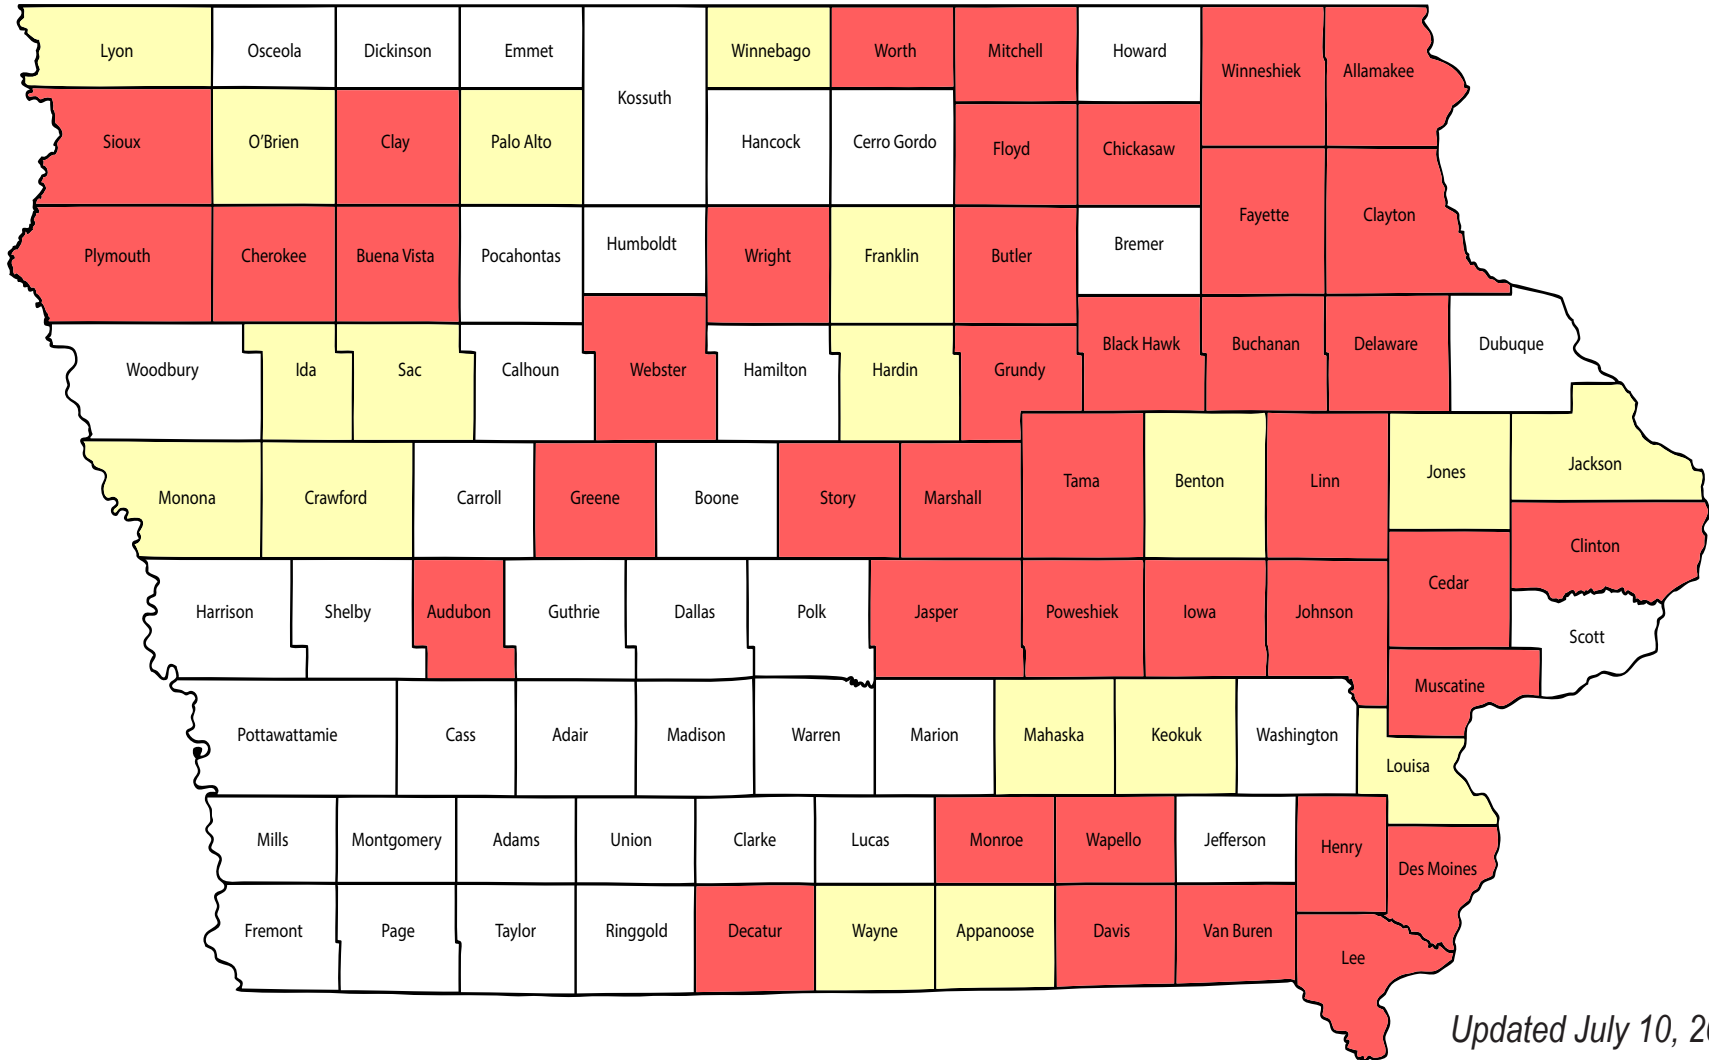 Lyon
Osceola
Dickinson
Emmet
Kossuth
Winnebago
Worth
Mitchell
Howard
Winneshiek
Allamakee
Sioux
O'Brien
Clay
Palo Alto
Hancock
Cerro Gordo
Floyd
Chickasaw
Fayette
Clayton
Plymouth
Cherokee
Buena Vista
Pocahontas
Humboldt
Wright
Franklin
Butler
Bremer
Woodbury
Ida
Sac
Calhoun
Webster
Hamilton
Hardin
Grundy
Black Hawk
Buchanan
Delaware
Dubuque
Monona
Crawford
Carroll
Greene
Boone
Story
Marshall
Tama
Benton
Linn
Jones
Jackson
Clinton
Cedar
Harrison
Shelby
Audubon
Guthrie
Dallas
Polk
Jasper
Poweshiek
Iowa
Johnson
Scott
Muscatine
Pottawattamie
Cass
Adair
Madison
Warren
Marion
Mahaska
Keokuk
Washington
Louisa
Mills
Montgomery
Adams
Union
Clarke
Lucas
Monroe
Wapello
Jefferson
Henry
Des Moines
Fremont
Page
Taylor
Ringgold
Decatur
Wayne
Appanoose
Davis
Van Buren
Lee
Updated July 10,